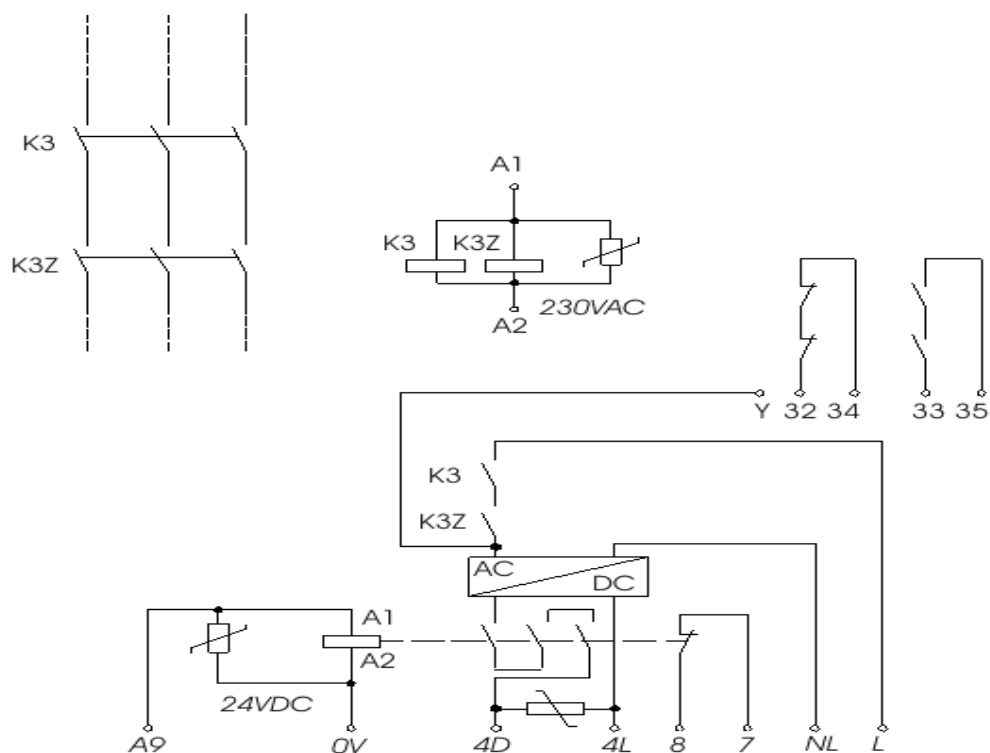 K3
A1
K3 K3Z
K3Z
230VAC
A2
Y 32 34 33 35
K3
K3Z
AC
DC
A1
A2
24VDC
A9 0V 4D 4L 8 7 NL L